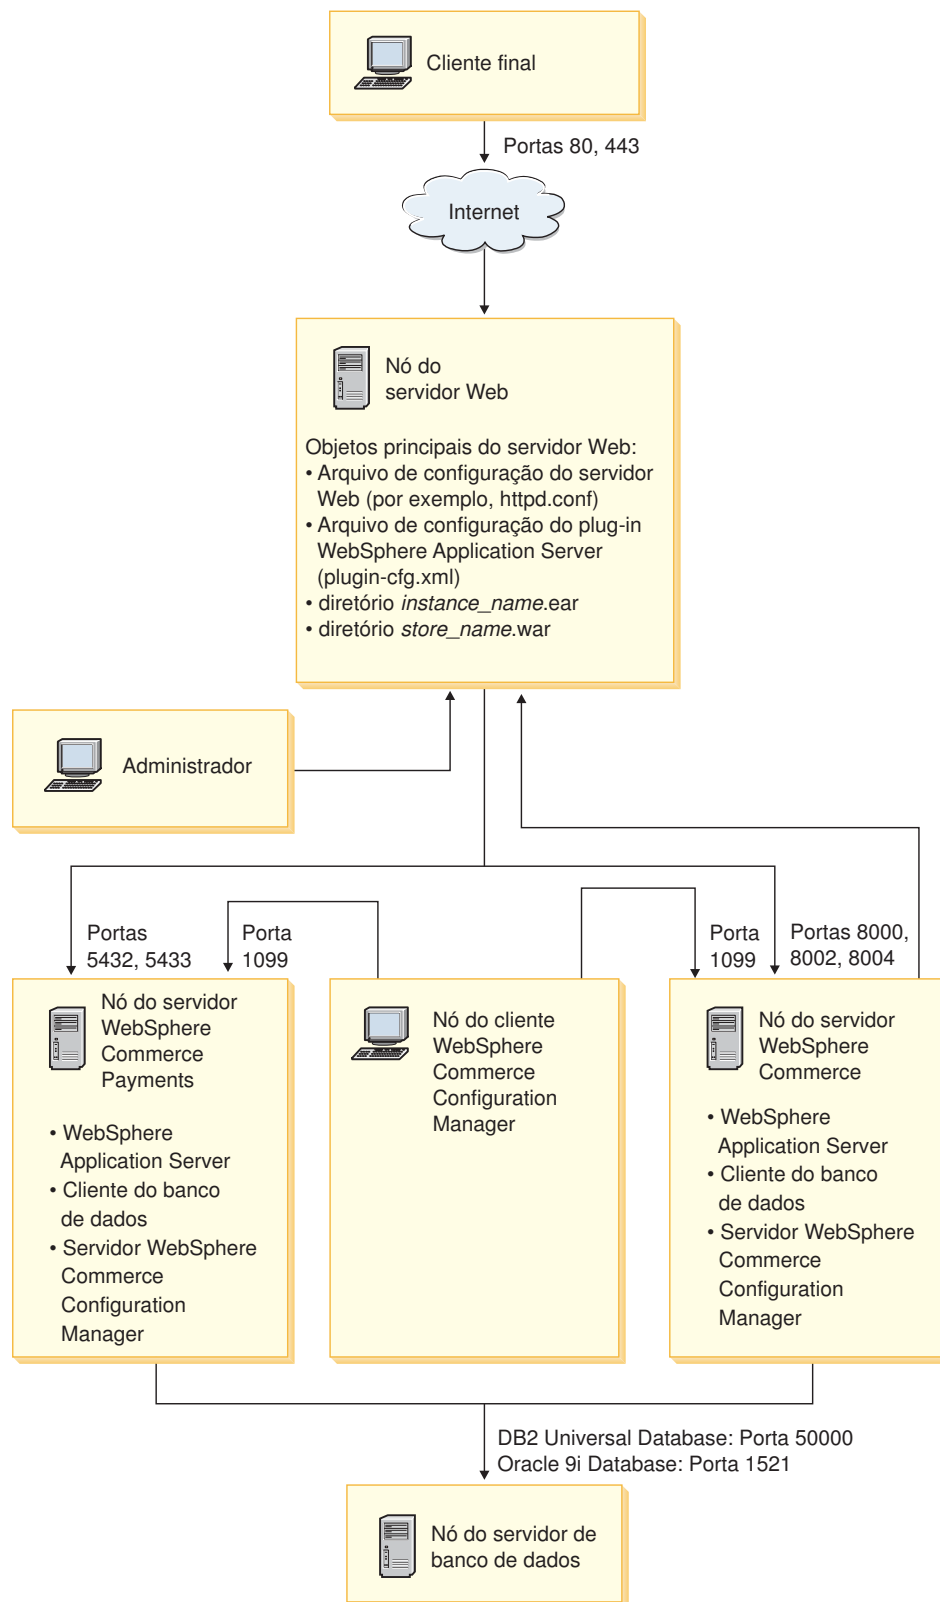 Cliente final
Portas 80, 443
Internet
Nó do
servidor Web
Objetos principais do servidor Web:
• Arquivo de configuração do servidor
Web (por exemplo, httpd.conf)
• Arquivo de configuração do plug-in
WebSphere Application Server
(plugin-cfg.xml)
• diretório instance_name.ear
• diretório store_name.war
Administrador
Portas
5432, 5433
Porta
1099
Porta
1099
Portas 8000,
8002, 8004
Nó do servidor
WebSphere
Commerce
Payments
• WebSphere
Application Server
• Cliente do banco
de dados
• Servidor WebSphere
Commerce
Configuration
Manager
Nó do cliente
WebSphere
Commerce
Configuration
Manager
Nó do servidor
WebSphere
Commerce
• WebSphere
Application Server
• Cliente do banco
de dados
• Servidor WebSphere
Commerce
Configuration
Manager
DB2 Universal Database: Porta 50000
Oracle 9i Database: Porta 1521
Nó do servidor de
banco de dados